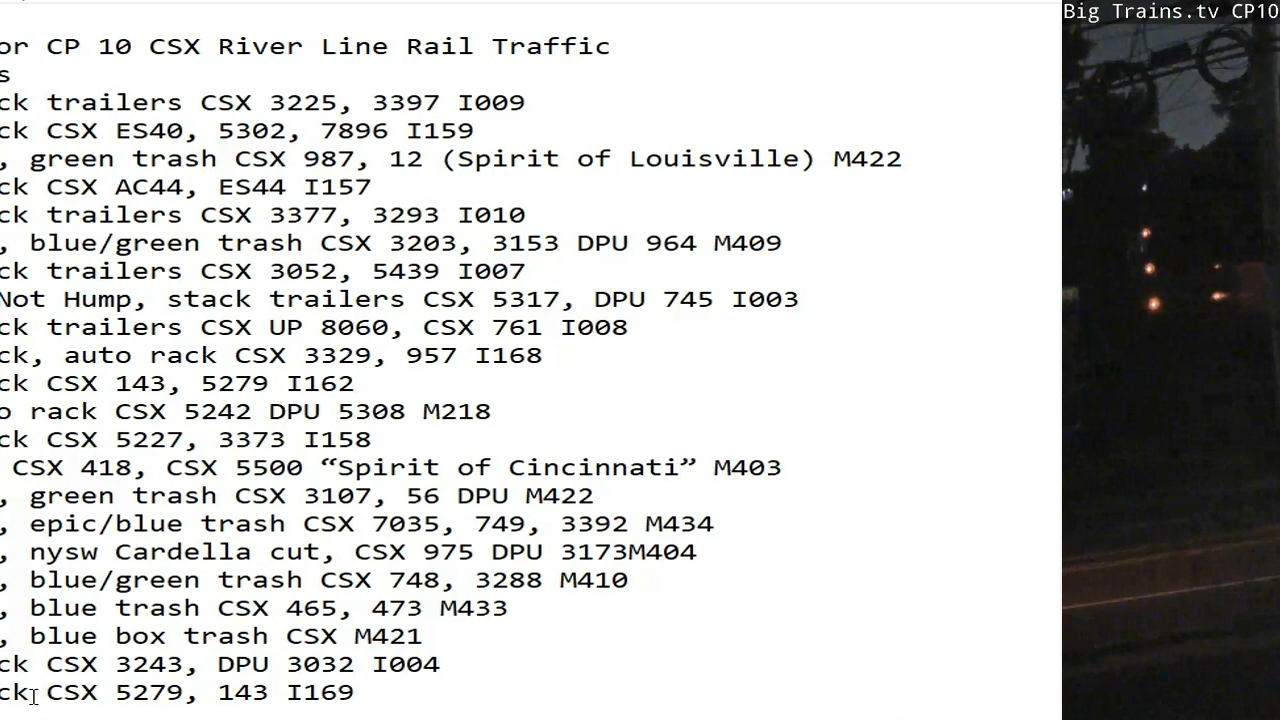 or CP 10 CSX River Line Rail Traffic
s
ck trailers CSX 3225, 3397 I009
ck CSX ES40, 5302, 7896 I159
, green trash CSX 987, 12 (Spirit of Louisville) M422
ck CSX AC44, ES44 I157
ck trailers CSX 3377, 3293 I010
, blue/green trash CSX 3203, 3153 DPU 964 M409
ck trailers CSX 3052, 5439 I007
Not Hump, stack trailers CSX 5317, DPU 745 I003
ck trailers CSX UP 8060, CSX 761 I008
ck, auto rack CSX 3329, 957 I168
ck CSX 143, 5279 I162
o rack CSX 5242 DPU 5308 M218
ck CSX 5227, 3373 I158
CSX 418, CSX 5500 “Spirit of Cincinnati” M403
, green trash CSX 3107, 56 DPU M422
, epic/blue trash CSX 7035, 749, 3392 M434
, nysw Cardella cut, CSX 975 DPU 3173M404
, blue/green trash CSX 748, 3288 M410
, blue trash CSX 465, 473 M433
, blue box trash CSX M421
ck CSX 3243, DPU 3032 I004
ck CSX 5279, 143 I169
Big Trains.tv CP10